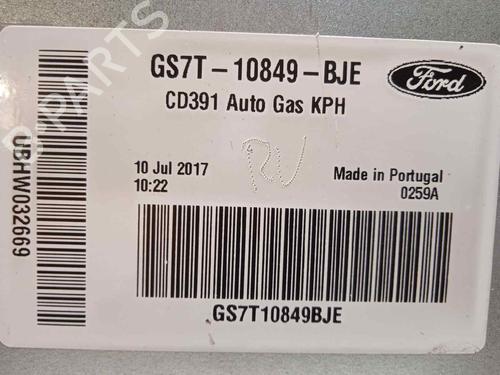 GS7T-10849-BJE
Ford
CD391 Auto Gas KPH
10 Jul 2017
10:22
Made in Portugal
0259A
UBHW032669
GS7T10849BJE
B-PARTS